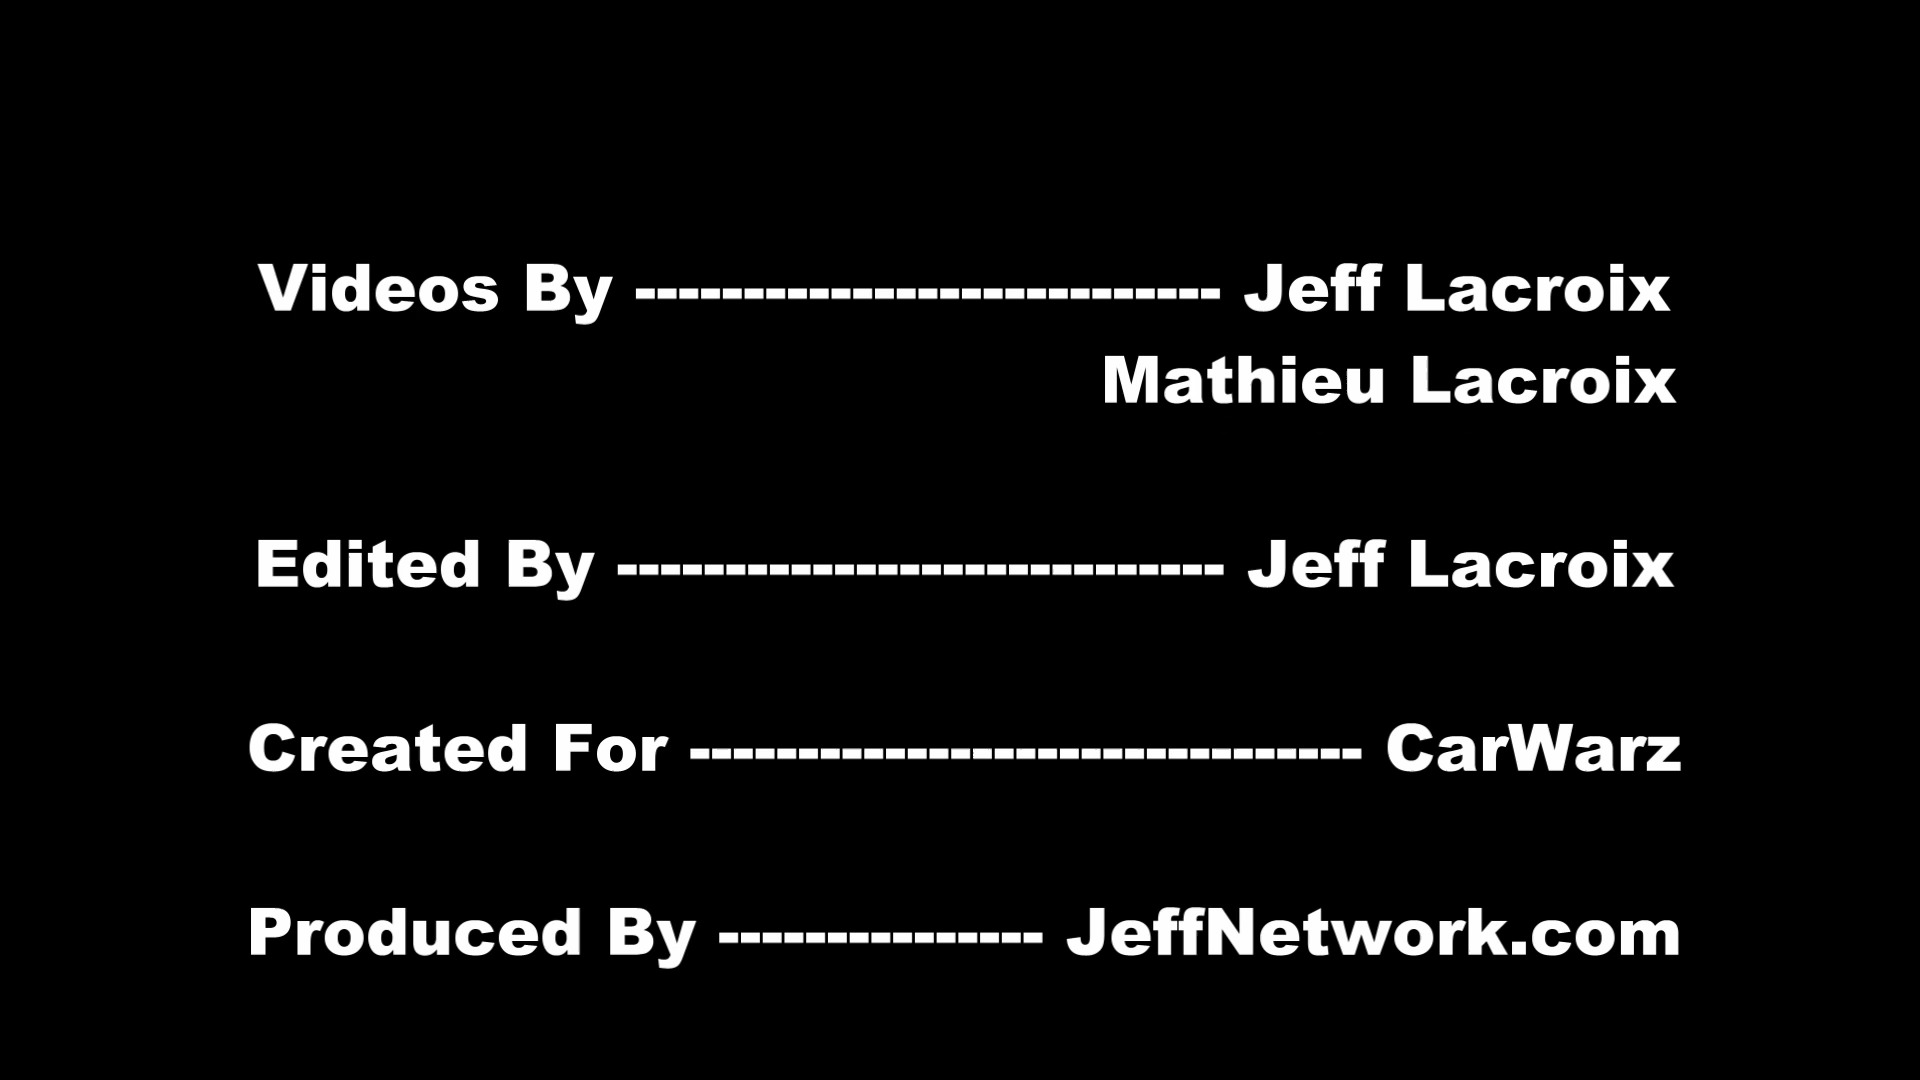 Videos By --------------------------- Jeff Lacroix
Mathieu Lacroix
Edited By ---------------------------- Jeff Lacroix
Created For ------------------------------- CarWarz
Produced By --------------- JeffNetwork.com